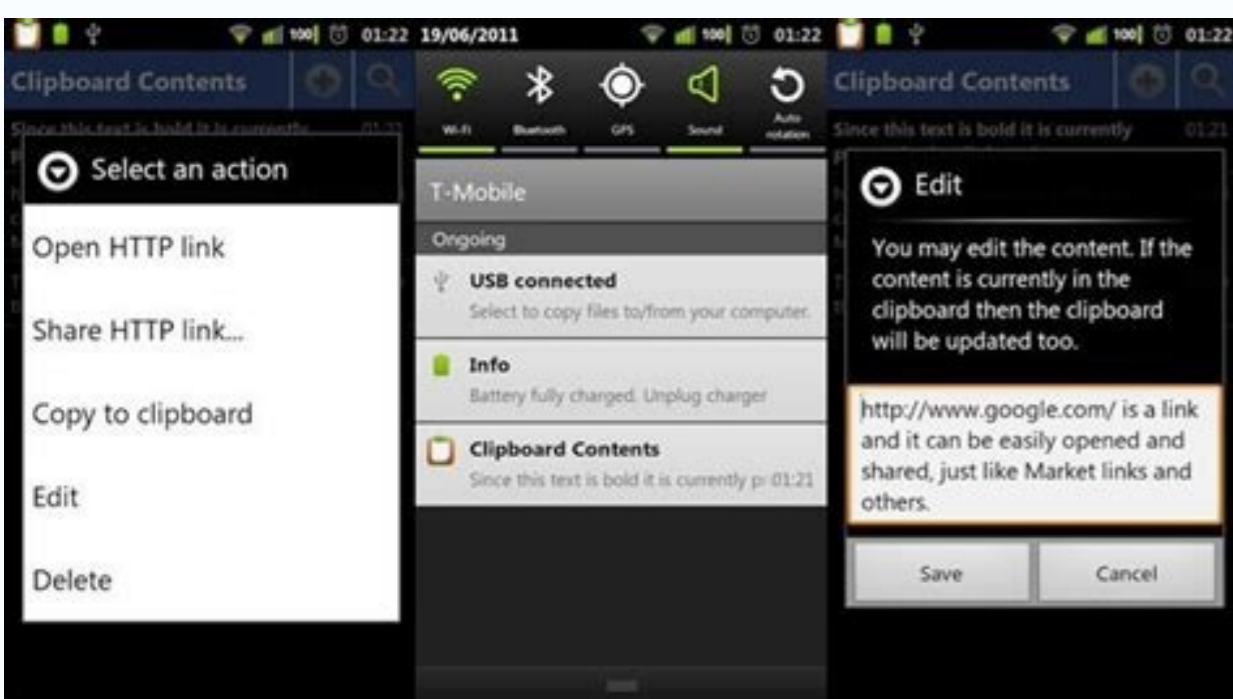 100 01:22
Clipboard Contents
Since this text is bold it is currently 01:21
Select an action
Open HTTP link
Share HTTP link...
Copy to clipboard
Edit
Delete
19/06/2011 100 01:22
Wi-Fi Bluetooth GPS Sound Auto rotation
T-Mobile
Ongoing
USB connected
Select to copy files to/from your computer.
Info
Battery fully charged. Unplug charger
Clipboard Contents
Since this text is bold it is currently p 01:21
100 01:22
Clipboard Contents
Since this text is bold it is currently 01:21
Edit
You may edit the content. If the
content is currently in the
clipboard then the clipboard
will be updated too.
http://www.google.com/ is a link
and it can be easily opened and
shared, just like Market links and
others.
Save Cancel